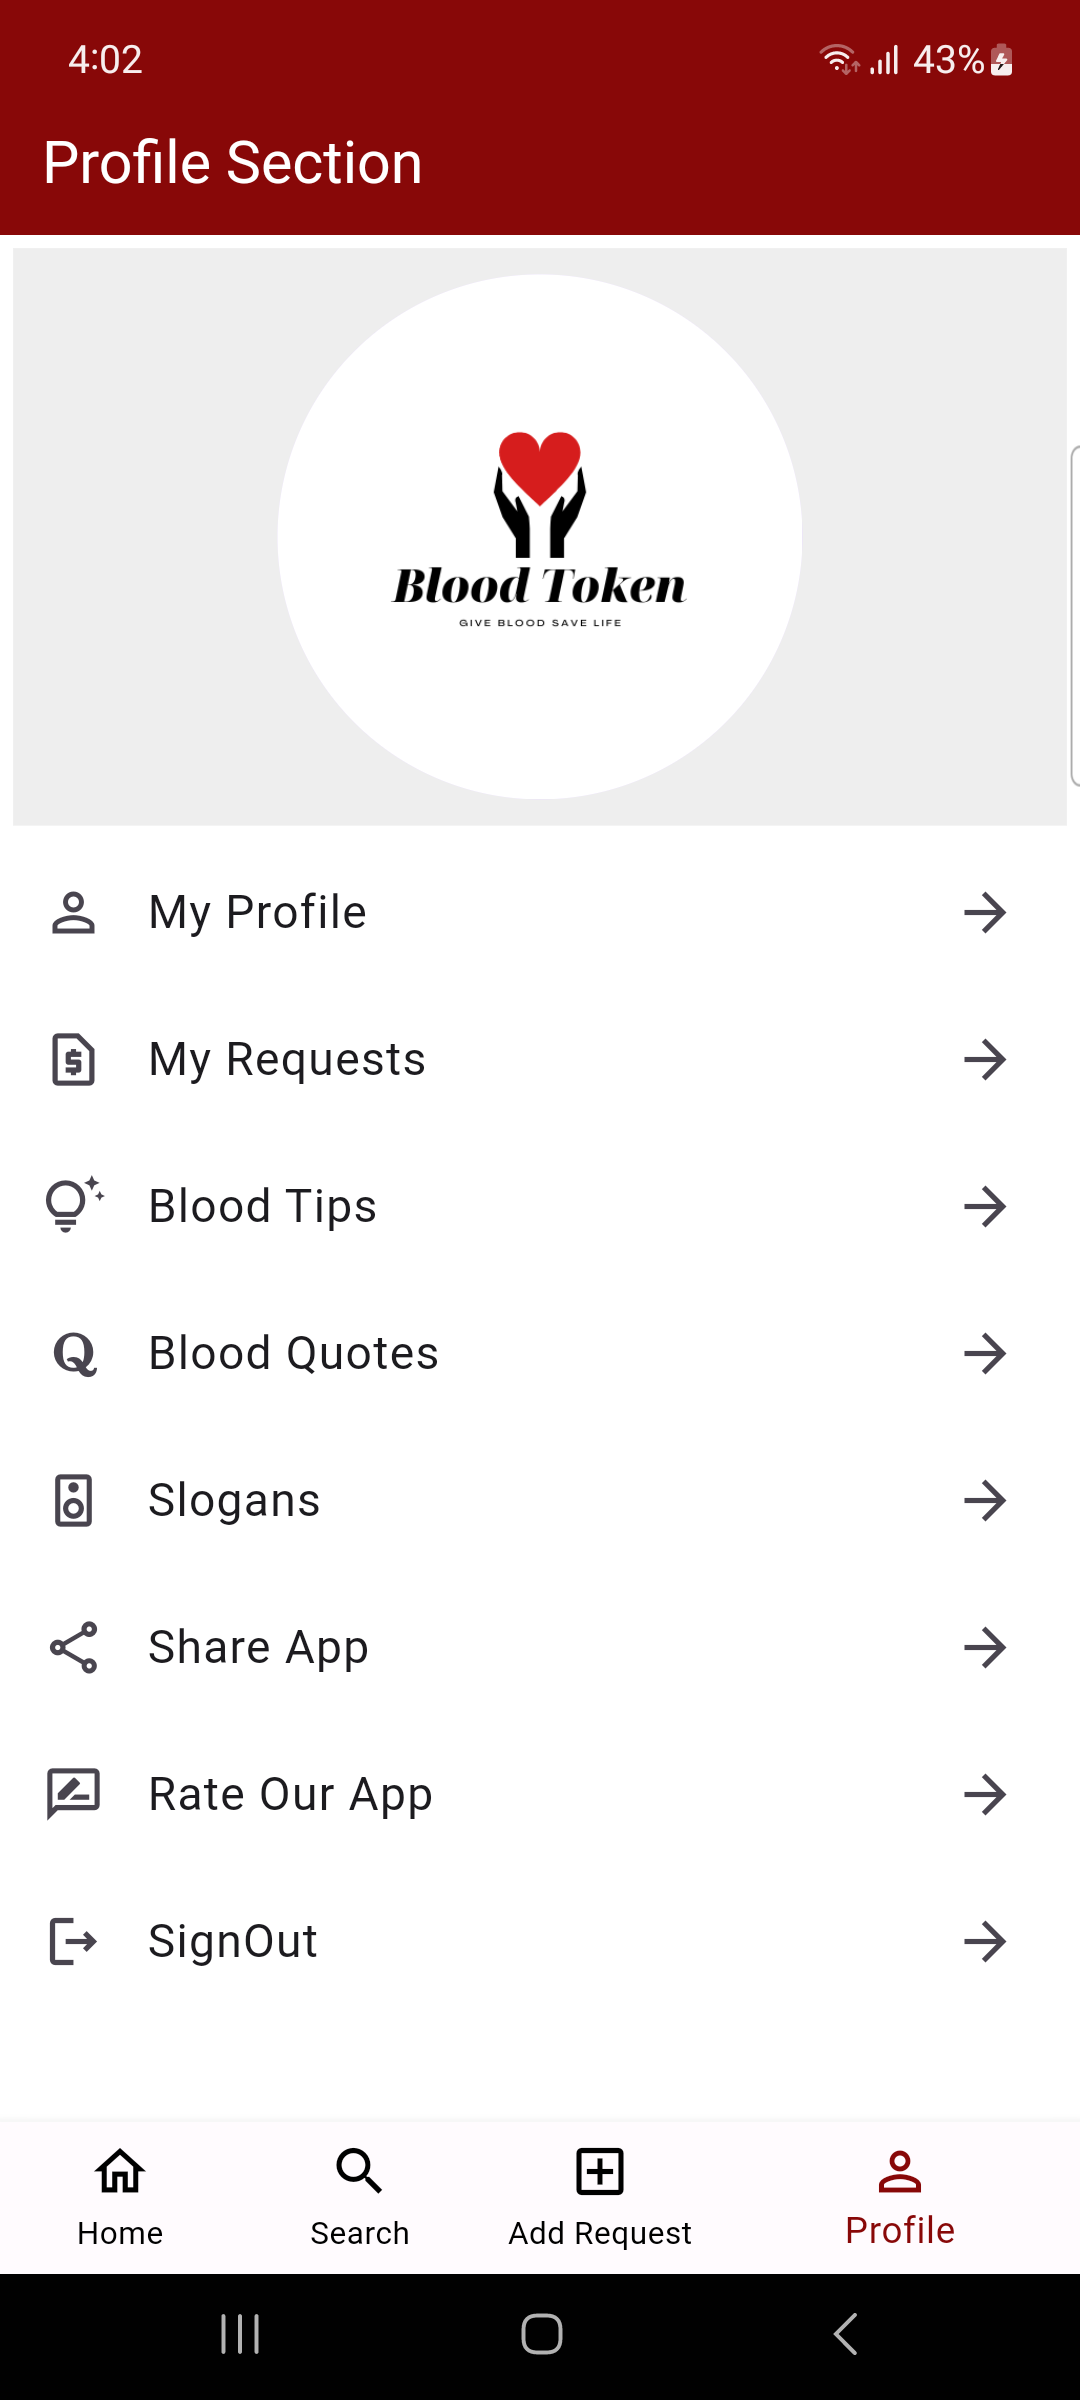 4:02
43%
Profile Section
Blood Token
GIVE BLOOD SAVE LIFE
My Profile
My Requests
Blood Tips
Q Blood Quotes
Slogans
Share App
Rate Our App
SignOut
Home
Search
Add Request
Profile